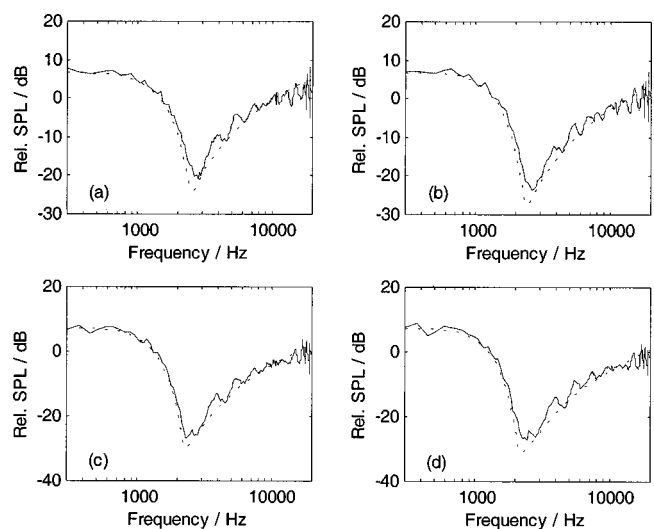 20
10
0
-10
-20
-30
Rel. SPL / dB
(a)
1000
10000
Frequency / Hz
20
10
0
-10
-20
-30
Rel. SPL / dB
(b)
1000
10000
Frequency / Hz
20
0
-20
-40
Rel. SPL / dB
(c)
1000
10000
Frequency / Hz
20
0
-20
-40
Rel. SPL / dB
(d)
1000
10000
Frequency / Hz